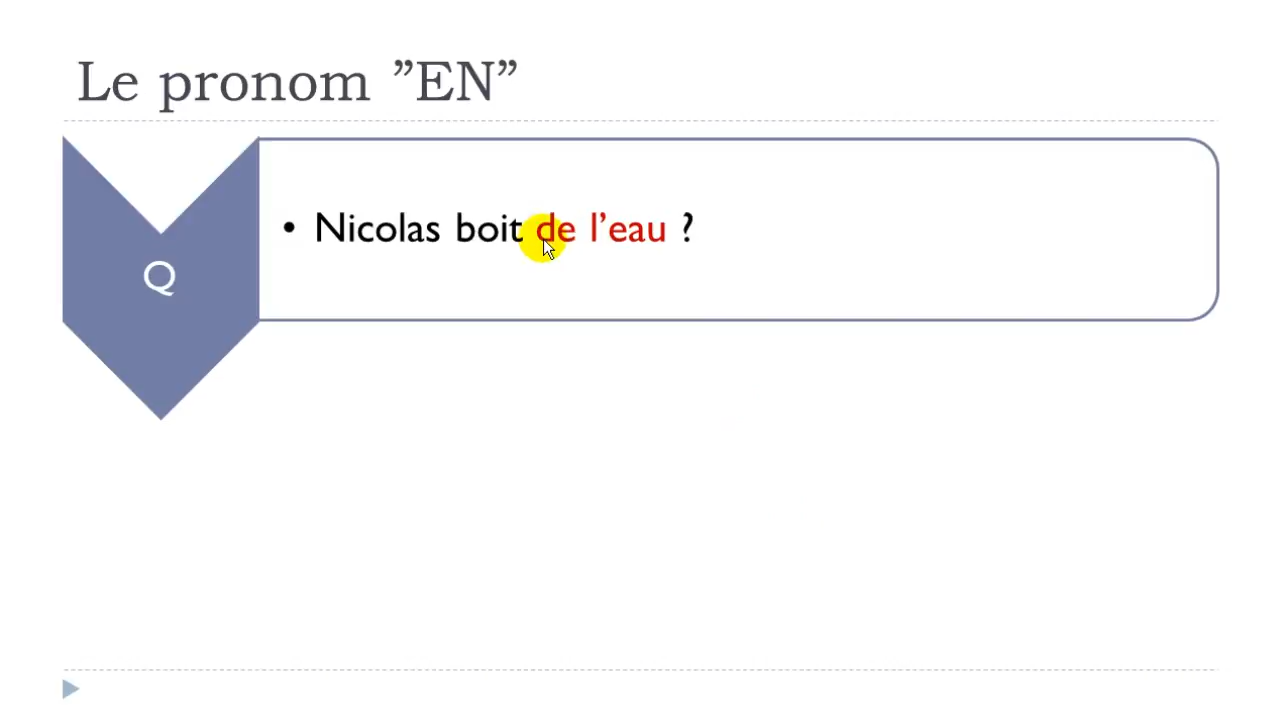 Le pronom ”EN”
Q
• Nicolas boit de l’eau ?